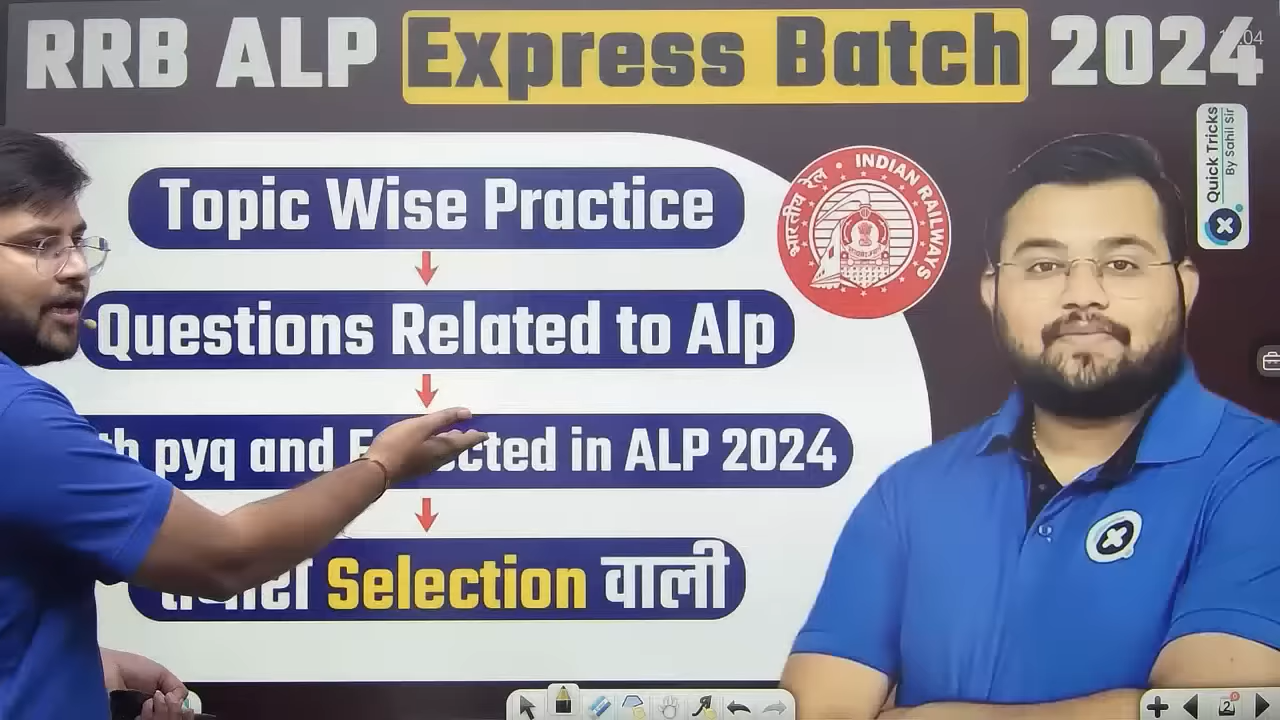 RRB ALP Express Batch 2024
Quick Tricks
By Sahil Sir
Topic Wise Practice
भारतीय रेल INDIAN RAILWAYS
Questions Related to Alp
pyq and in ALP 2024
Selection वाली
2